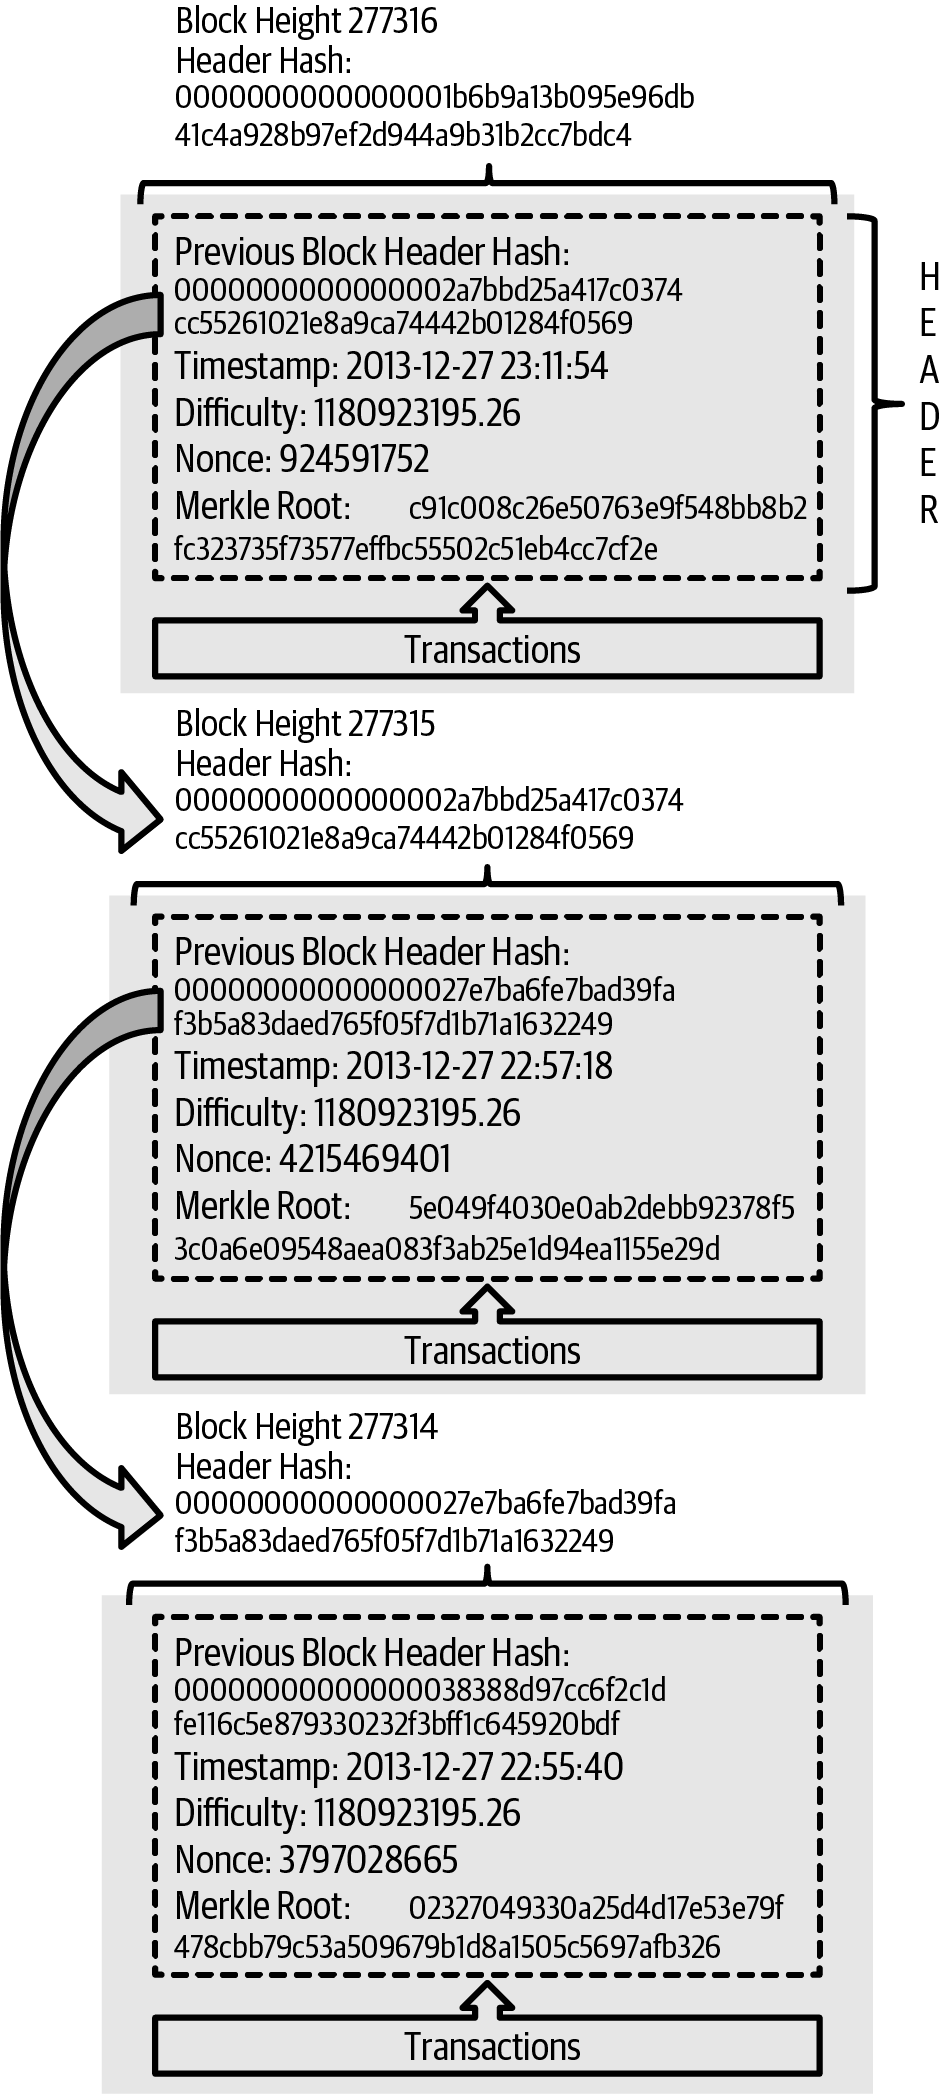 Block Height 277316
Header Hash:
0000000000000001b6b9a13b095e96db
41c4a928b97ef2d944a9b31b2cc7bdc4
Previous Block Header Hash:
0000000000000002a7bbd25a417c0374
cc55261021e8a9ca74442b01284f0569
Timestamp: 2013-12-27 23:11:54
Difficulty: 1180923195.26
Nonce: 924591752
Merkle Root: c91c008c26e50763e9f548bb8b2
fc323735f73577effbc55502c51eb4cc7cf2e
HEADER
Transactions
Block Height 277315
Header Hash:
0000000000000002a7bbd25a417c0374
cc55261021e8a9ca74442b01284f0569
Previous Block Header Hash:
00000000000000027e7ba6fe7bad39fa
f3b5a83daed765f05f7d1b71a1632249
Timestamp: 2013-12-27 22:57:18
Difficulty: 1180923195.26
Nonce: 4215469401
Merkle Root: 5e049f4030e0ab2debb92378f5
3c0a6e09548aea083f3ab25e1d94ea1155e29d
Transactions
Block Height 277314
Header Hash:
00000000000000027e7ba6fe7bad39fa
f3b5a83daed765f05f7d1b71a1632249
Previous Block Header Hash:
00000000000000038388d97cc6f2c1d
fe116c5e879330232f3bff1c645920bdf
Timestamp: 2013-12-27 22:55:40
Difficulty: 1180923195.26
Nonce: 3797028665
Merkle Root: 02327049330a25d4d17e53e79f
478cbb79c53a509679b1d8a1505c5697afb326
Transactions